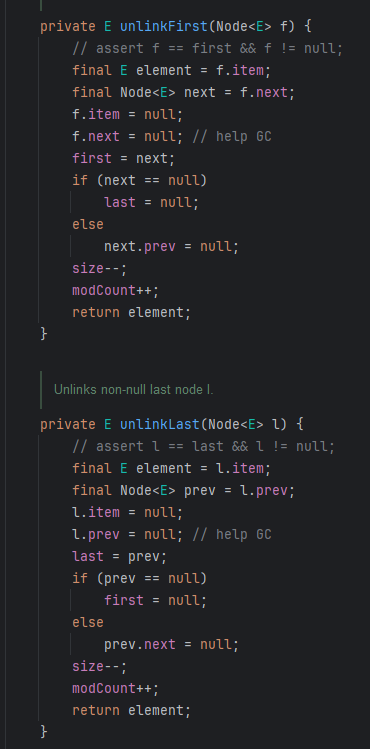 private E unlinkFirst(Node<E> f) {
    // assert f == first && f != null;
    final E element = f.item;
    final Node<E> next = f.next;
    f.item = null;
    f.next = null; // help GC
    first = next;
    if (next == null)
        last = null;
    else
        next.prev = null;
    size--;
    modCount++;
    return element;
}
Unlinks non-null last node l.
private E unlinkLast(Node<E> l) {
    // assert l == last && l != null;
    final E element = l.item;
    final Node<E> prev = l.prev;
    l.item = null;
    l.prev = null; // help GC
    last = prev;
    if (prev == null)
        first = null;
    else
        prev.next = null;
    size--;
    modCount++;
    return element;
}